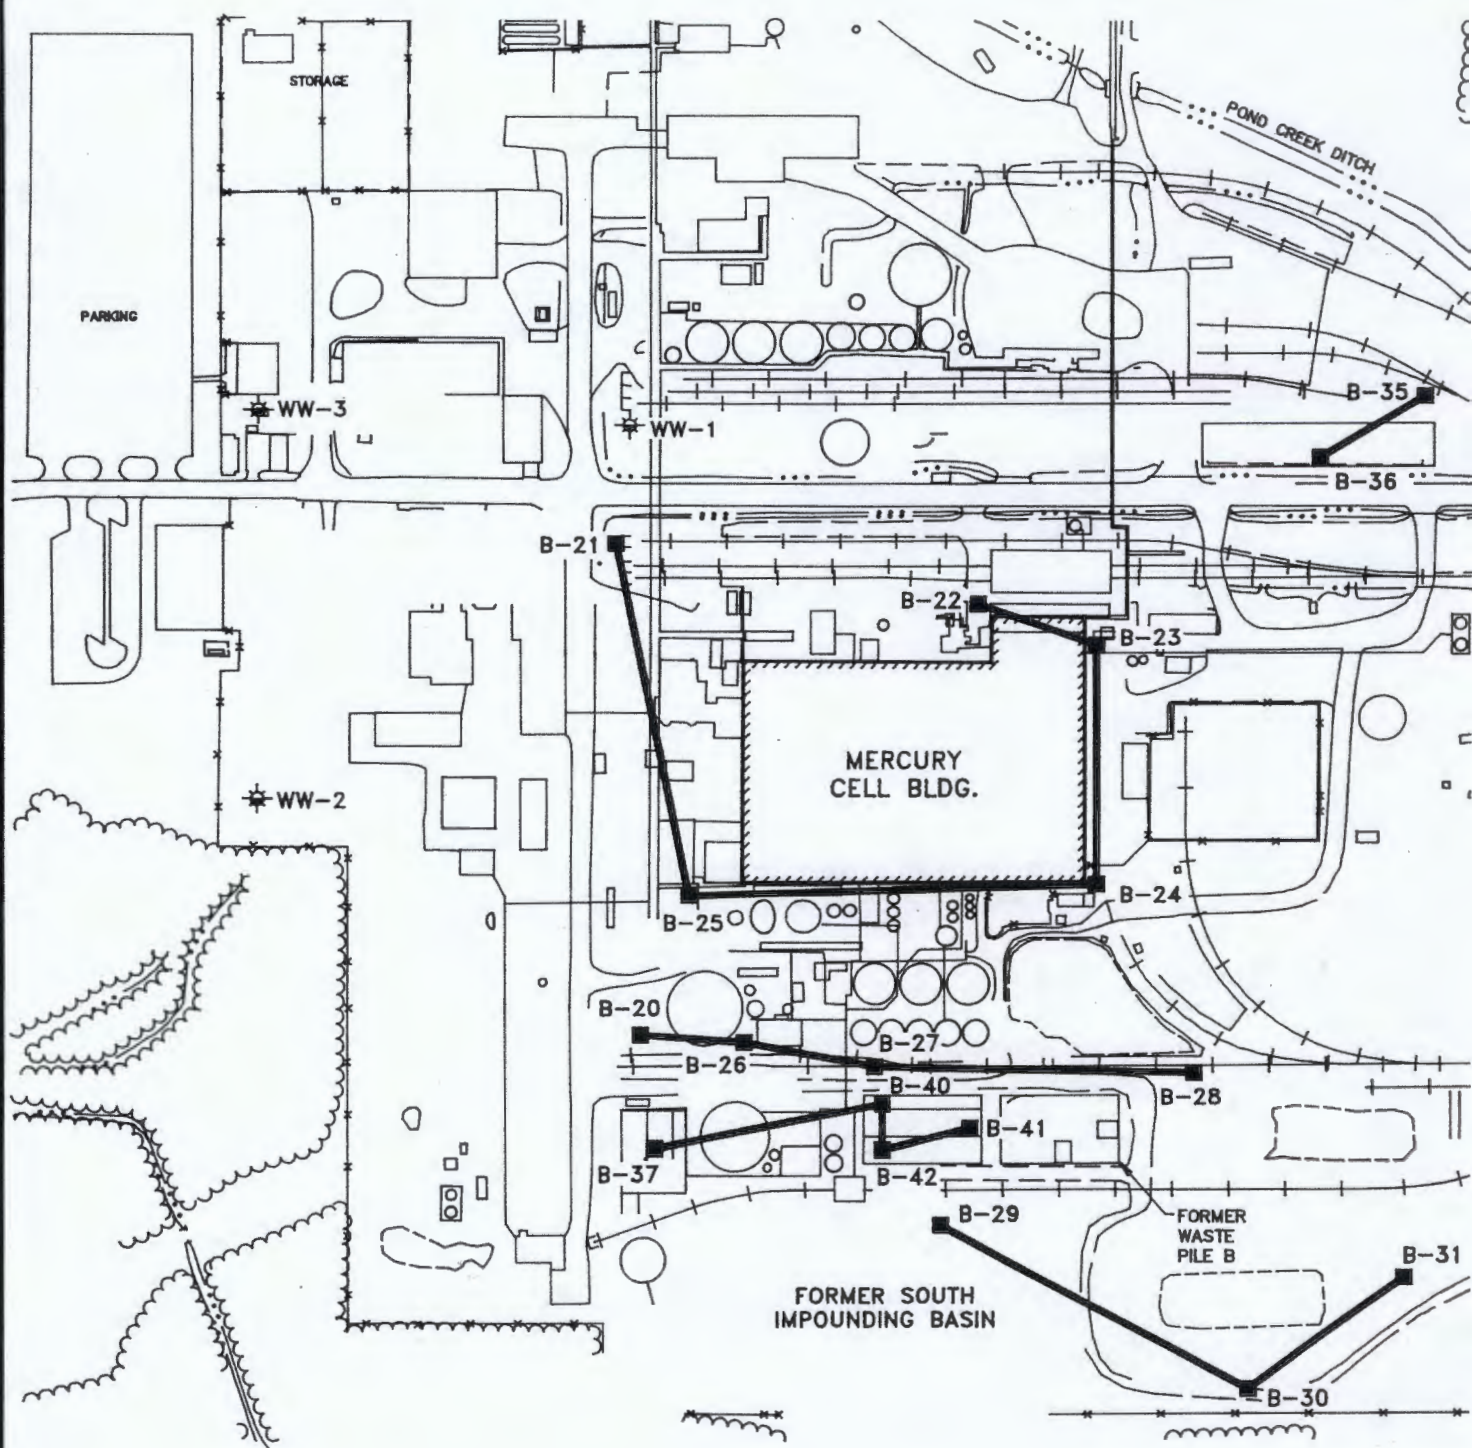 STORAGE
POND CREEK DITCH
PARKING
B-35
WW-3
WW-1
B-36
B-21
B-22
B-23
MERCURY
CELL BLDG.
WW-2
B-24
B-25
B-20
B-27
B-26
B-40
B-28
B-41
B-37
B-42
B-29
FORMER
WASTE
PILE B
B-31
FORMER SOUTH
IMPOUNDING BASIN
B-30